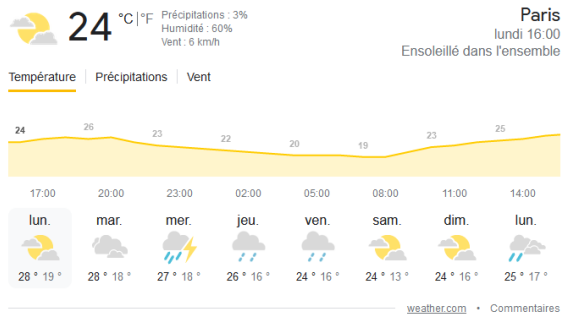 24 °C | °F
Précipitations : 3%
Humidité : 60%
Vent : 6 km/h
Paris
lundi 16:00
Ensoleillé dans l'ensemble
Température | Précipitations | Vent
24 26 23 22 20 19 23 25
17:00 20:00 23:00 02:00 05:00 08:00 11:00 14:00
lun. mar. mer. jeu. ven. sam. dim. lun.
28 ° 19 ° 28 ° 18 ° 27 ° 18 ° 26 ° 16 ° 24 ° 16 ° 24 ° 13 ° 24 ° 16 ° 25 ° 17 °
weather.com • Commentaires